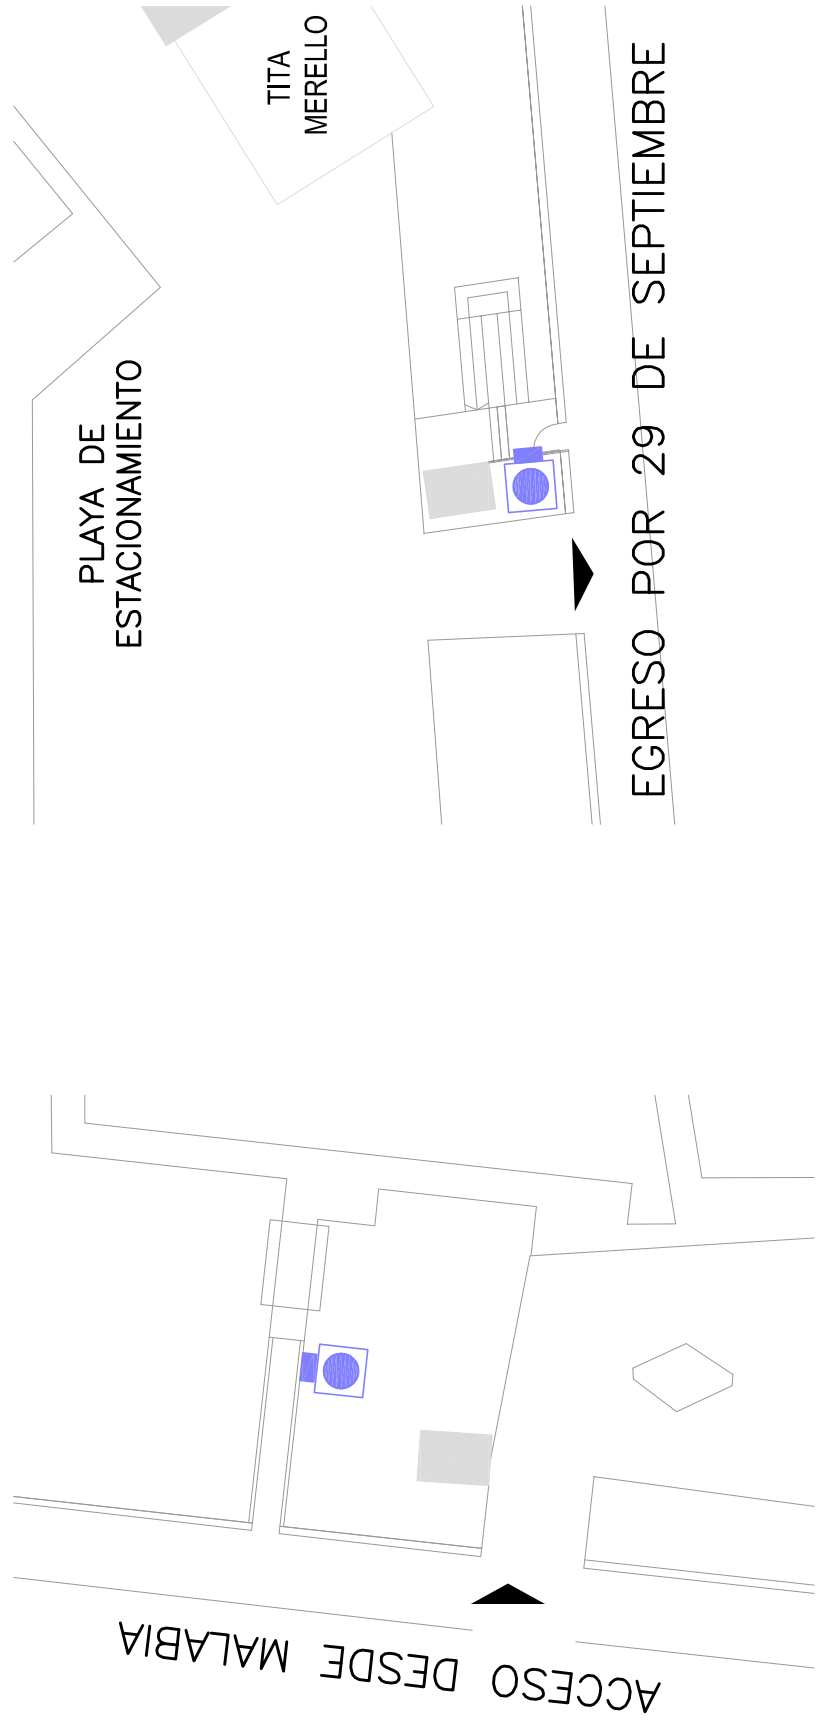 TITA
MERELLO
PLAYA DE
ESTACIONAMIENTO
EGRESO POR 29 DE SEPTIEMBRE
ACCESO DESDE MALABIA